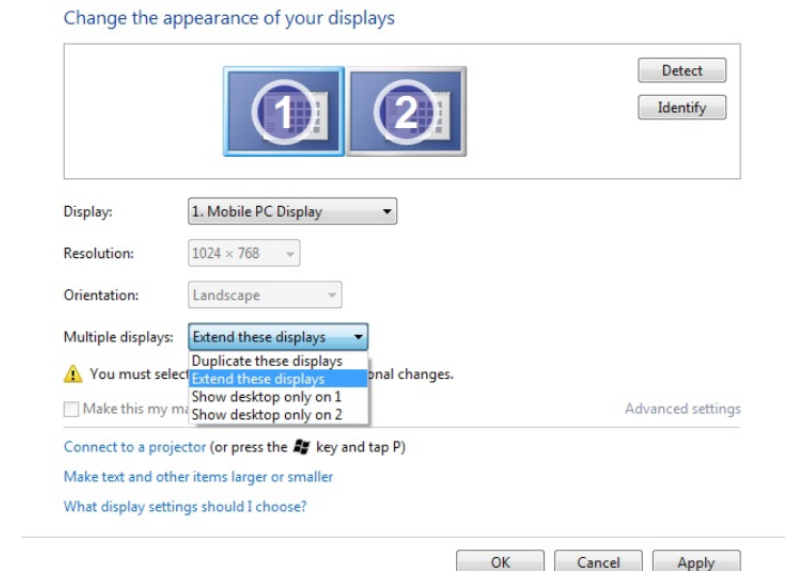 Change the appearance of your displays
1 2
Detect
Identify
Display: 1. Mobile PC Display
Resolution: 1024 × 768
Orientation: Landscape
Multiple displays: Extend these displays
Duplicate these displays
You must selec onal changes.
Extend these displays
Show desktop only on 1
Make this my ma Advanced settings
Show desktop only on 2
Connect to a projector (or press the key and tap P)
Make text and other items larger or smaller
What display settings should I choose?
OK Cancel Apply